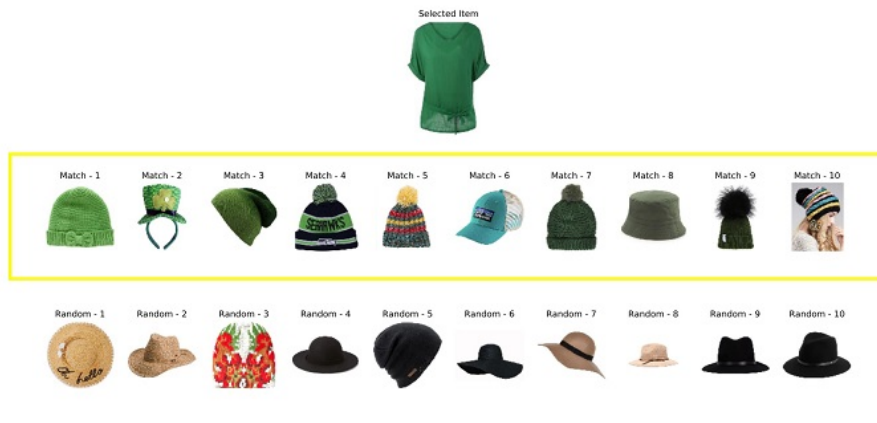 Selected Item
Match - 1 Match - 2 Match - 3 Match - 4 Match - 5 Match - 6 Match - 7 Match - 8 Match - 9 Match - 10
SEAHAWKS
Random - 1 Random - 2 Random - 3 Random - 4 Random - 5 Random - 6 Random - 7 Random - 8 Random - 9 Random - 10
hello